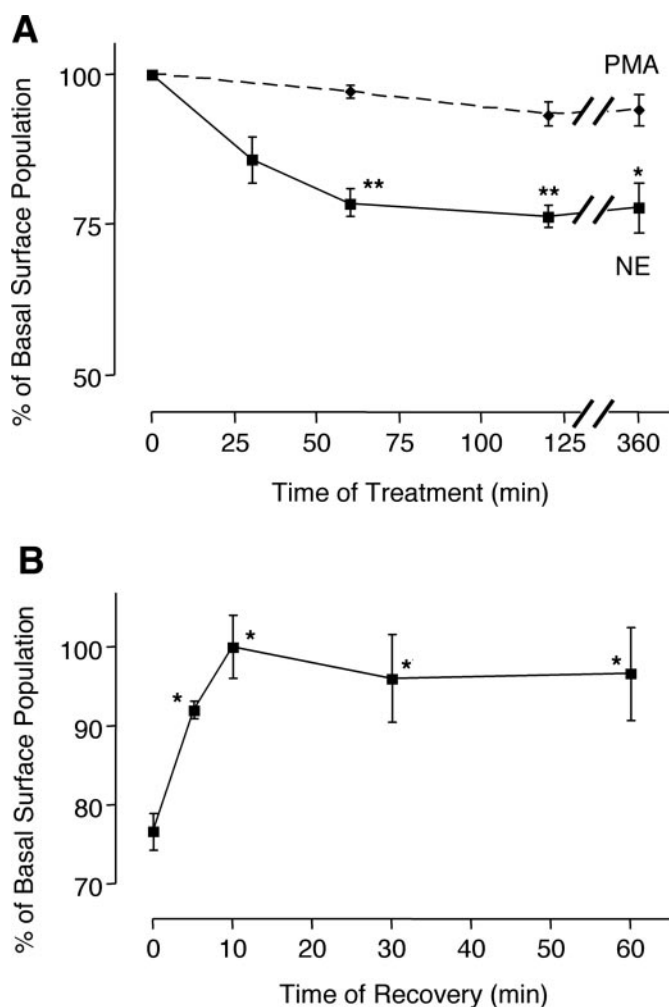 A
% of Basal Surface Population
100
75
50
PMA
**
**
*
NE
0 25 50 75 100 125 360
Time of Treatment (min)
B
% of Basal Surface Population
100
90
80
70
*
*
*
*
0 10 20 30 40 50 60
Time of Recovery (min)